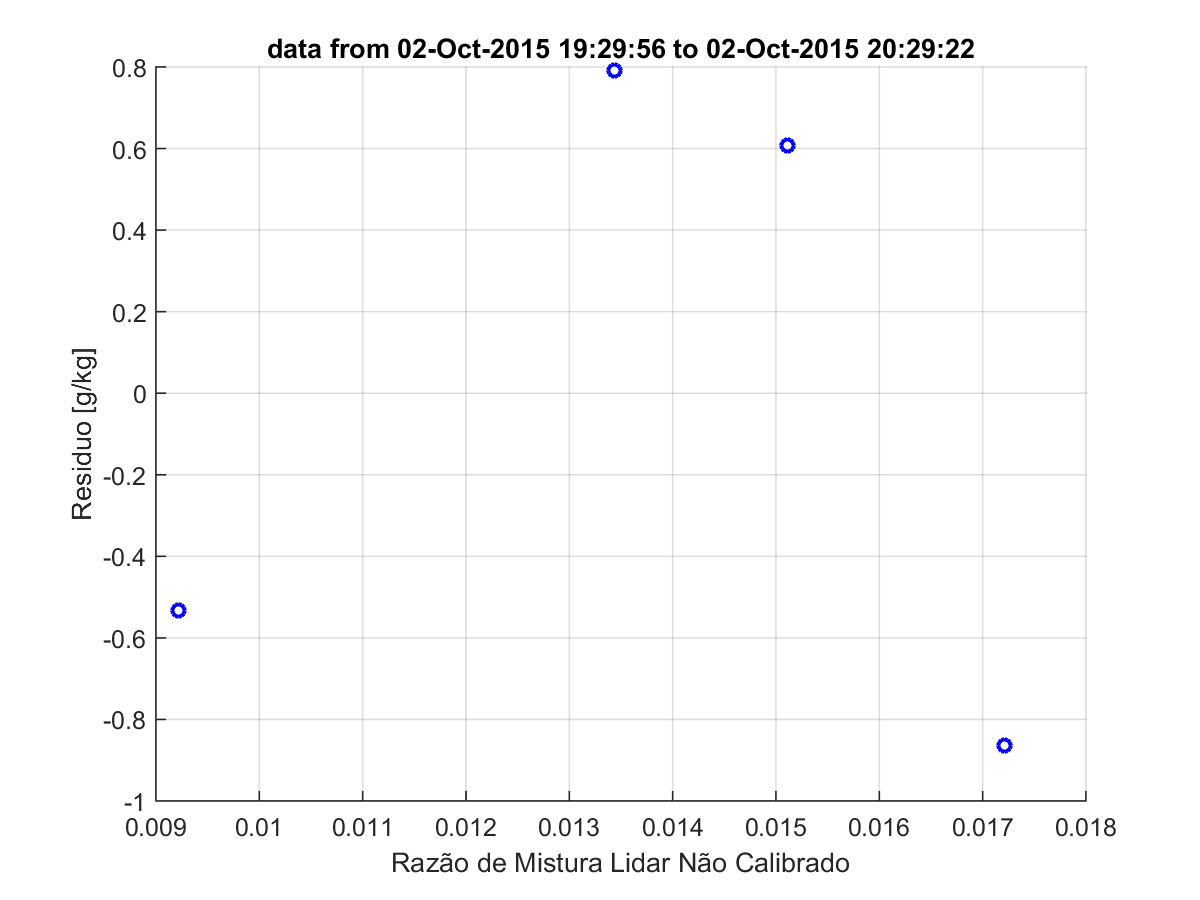 data from 02-Oct-2015 19:29:56 to 02-Oct-2015 20:29:22
0.8
0.6
0.4
0.2
0
-0.2
-0.4
-0.6
-0.8
-1
Residuo [g/kg]
0.009 0.01 0.011 0.012 0.013 0.014 0.015 0.016 0.017 0.018
Razão de Mistura Lidar Não Calibrado